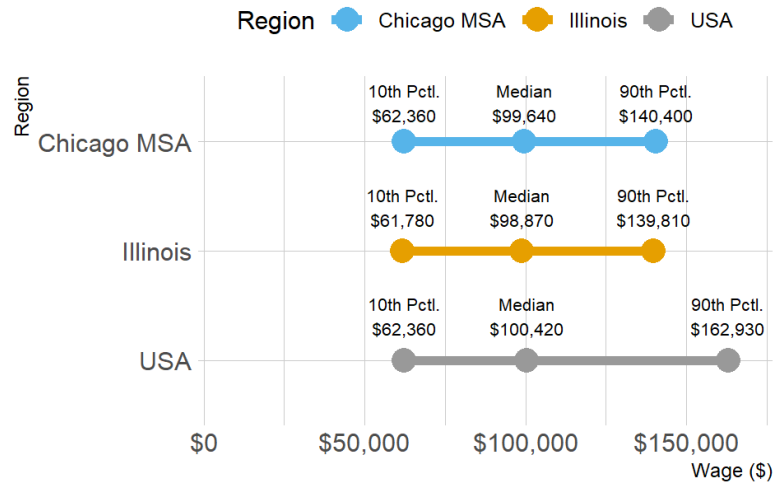 Region Chicago MSA Illinois USA
Region
10th Pctl. Median 90th Pctl.
$62,360 $99,640 $140,400
Chicago MSA
10th Pctl. Median 90th Pctl.
$61,780 $98,870 $139,810
Illinois
10th Pctl. Median 90th Pctl.
$62,360 $100,420 $162,930
USA
$0 $50,000 $100,000 $150,000
Wage ($)